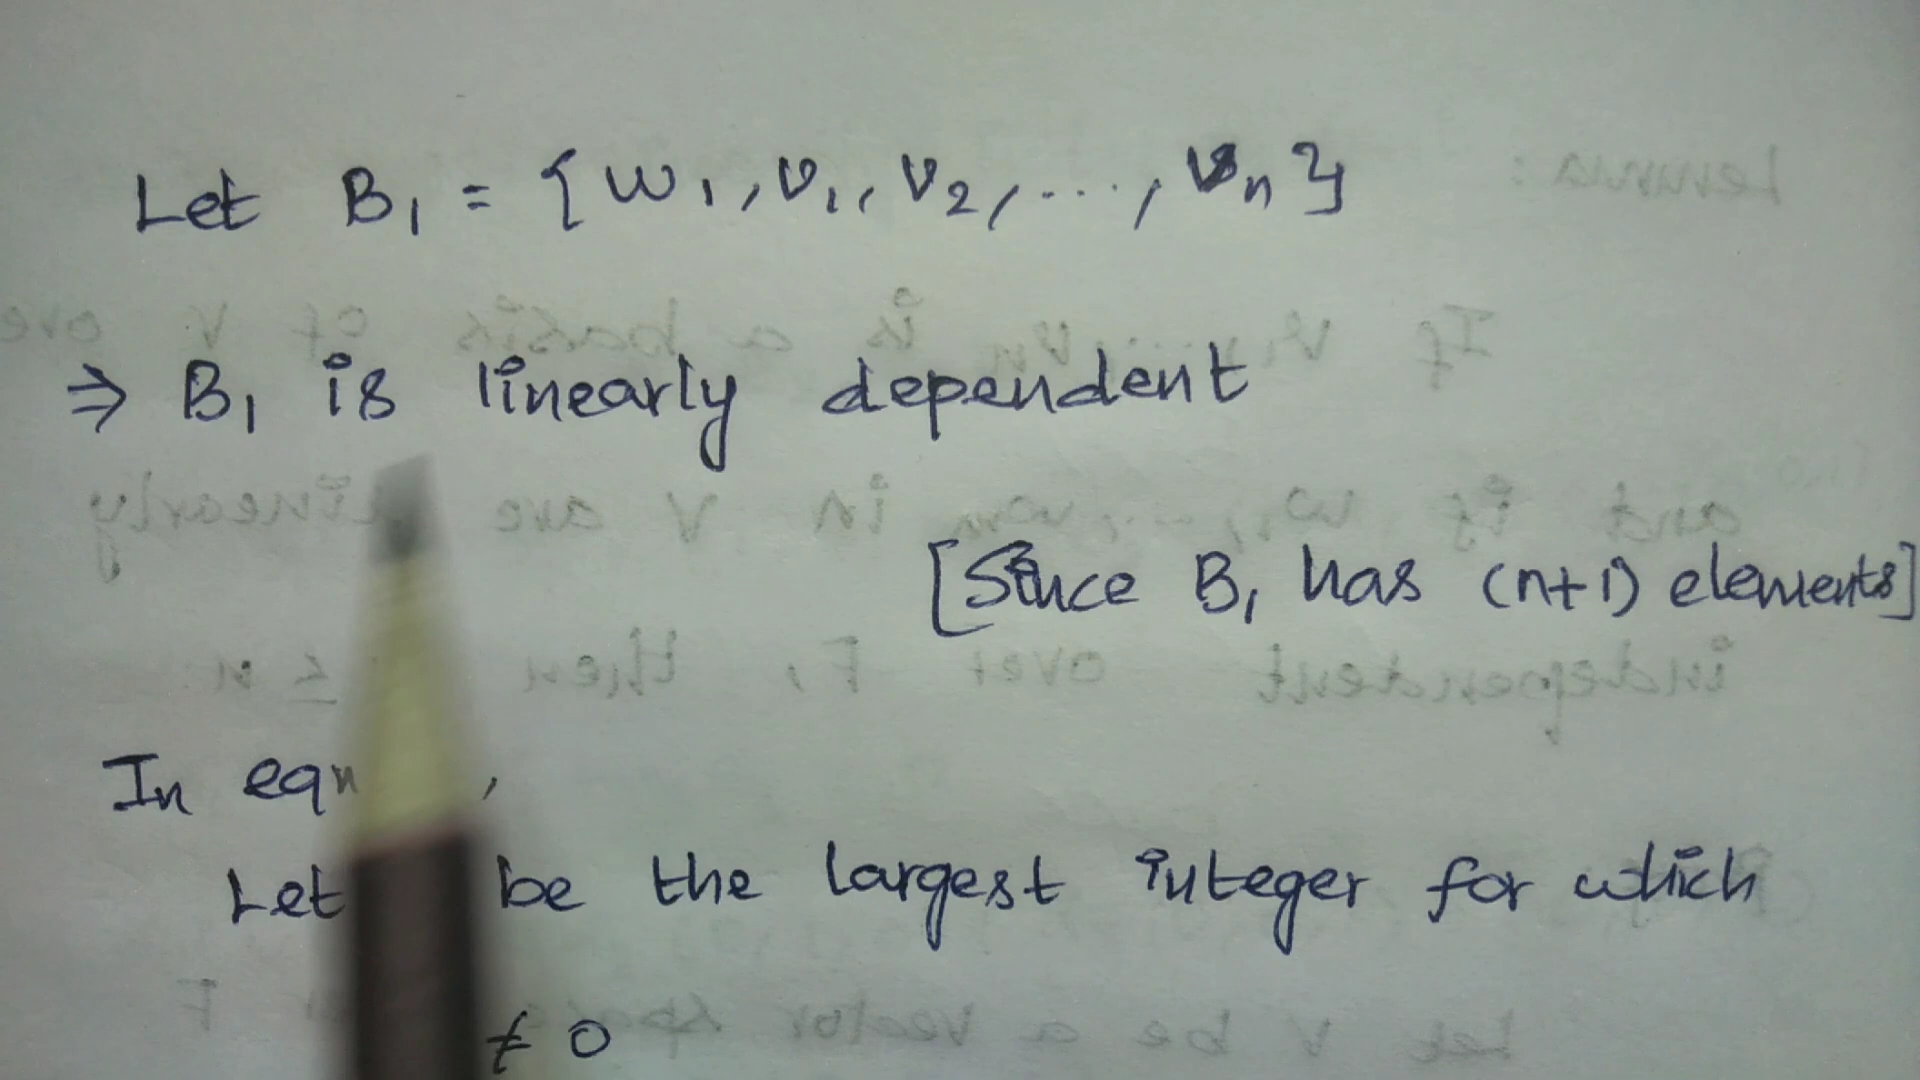 Let B₁ = { w₁, v₁, v₂, ..., vₙ }
⇒ B₁ is linearly dependent
[Since B₁ has (n+1) elements]
In eqn ,
Let be the largest integer for which
≠ 0